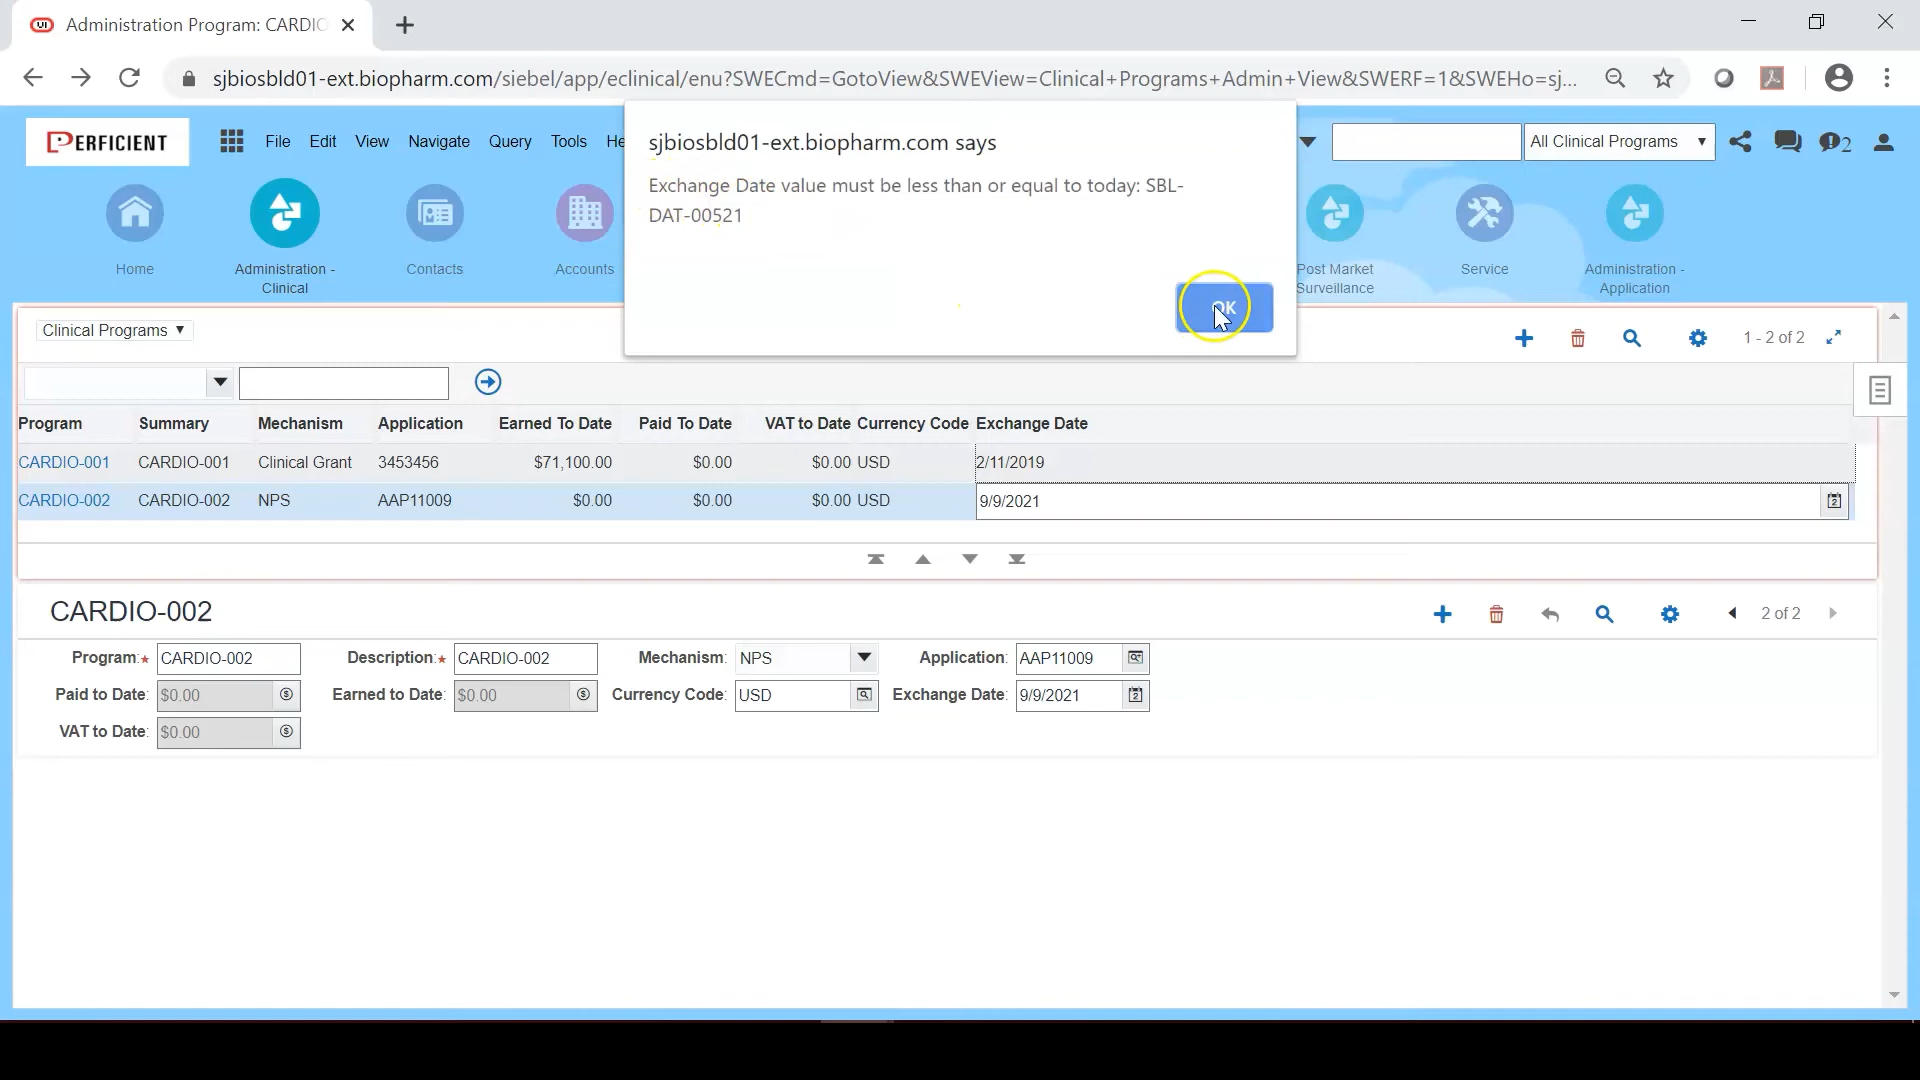 Administration Program: CARDIO
sjbiosbld01-ext.biopharm.com/siebel/app/eclinical/enu?SWECmd=GotoView&SWEView=Clinical+Programs+Admin+View&SWERF=1&SWEHo=sj...
PERFICIENT
File Edit View Navigate Query Tools He
All Clinical Programs
2
sjbiosbld01-ext.biopharm.com says
Exchange Date value must be less than or equal to today: SBL-
DAT-00521
OK
Home
Administration -
Clinical
Contacts
Accounts
Post Market
Surveillance
Service
Administration -
Application
Clinical Programs
1 - 2 of 2
Program Summary Mechanism Application Earned To Date Paid To Date VAT to Date Currency Code Exchange Date
CARDIO-001 CARDIO-001 Clinical Grant 3453456 $71,100.00 $0.00 $0.00 USD 2/11/2019
CARDIO-002 CARDIO-002 NPS AAP11009 $0.00 $0.00 $0.00 USD 9/9/2021
CARDIO-002
2 of 2
Program: CARDIO-002 Description: CARDIO-002 Mechanism: NPS Application: AAP11009
Paid to Date: $0.00 Earned to Date: $0.00 Currency Code: USD Exchange Date: 9/9/2021
VAT to Date: $0.00